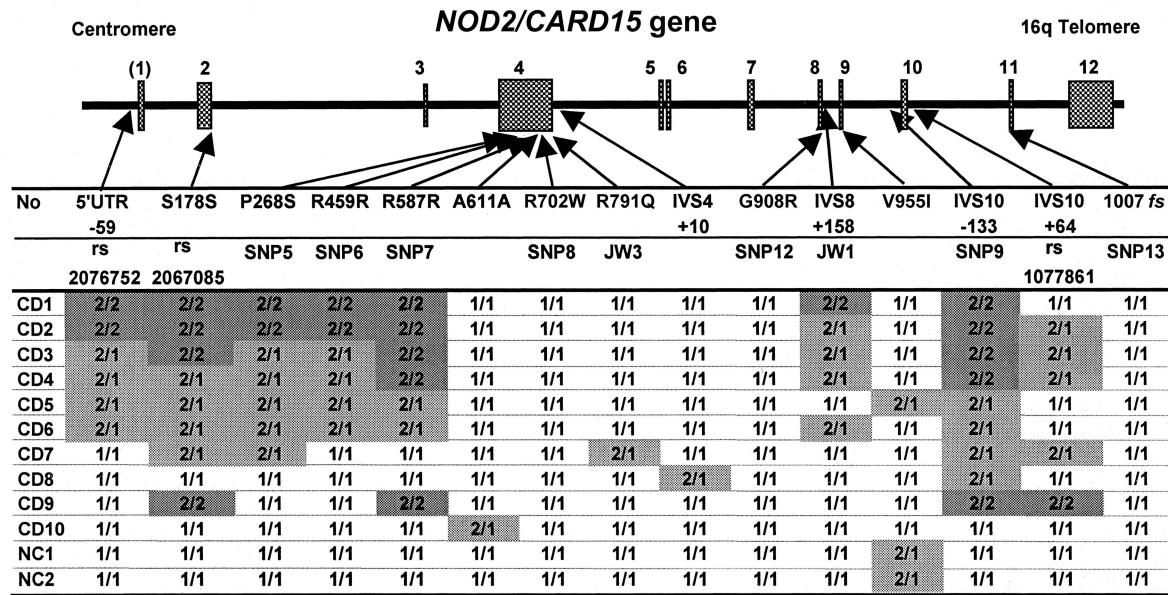 NOD2/CARD15 gene
Centromere 16q Telomere
(1) 2 3 4 5 6 7 8 9 10 11 12
No 5'UTR S178S P268S R459R R587R A611A R702W R791Q IVS4 G908R IVS8 V955I IVS10 IVS10 1007 fs
-59 +10 +158 -133 +64
rs rs SNP5 SNP6 SNP7 SNP8 JW3 SNP12 JW1 SNP9 rs SNP13
2076752 2067085 1077861
CD1 2/2 2/2 2/2 2/2 2/2 1/1 1/1 1/1 1/1 1/1 2/2 1/1 2/2 1/1 1/1
CD2 2/2 2/2 2/2 2/2 2/2 1/1 1/1 1/1 1/1 1/1 2/1 1/1 2/2 2/1 1/1
CD3 2/1 2/2 2/1 2/1 2/2 1/1 1/1 1/1 1/1 1/1 2/1 1/1 2/2 2/1 1/1
CD4 2/1 2/1 2/1 2/1 2/2 1/1 1/1 1/1 1/1 1/1 2/1 1/1 2/2 2/1 1/1
CD5 2/1 2/1 2/1 2/1 2/1 1/1 1/1 1/1 1/1 1/1 1/1 2/1 2/1 1/1 1/1
CD6 2/1 2/1 2/1 2/1 2/1 1/1 1/1 1/1 1/1 1/1 2/1 1/1 2/1 1/1 1/1
CD7 1/1 2/1 2/1 1/1 1/1 1/1 1/1 2/1 1/1 1/1 1/1 1/1 2/1 2/1 1/1
CD8 1/1 1/1 1/1 1/1 1/1 1/1 1/1 1/1 2/1 1/1 1/1 1/1 2/1 1/1 1/1
CD9 1/1 2/2 1/1 1/1 2/2 1/1 1/1 1/1 1/1 1/1 1/1 1/1 2/2 2/2 1/1
CD10 1/1 1/1 1/1 1/1 1/1 2/1 1/1 1/1 1/1 1/1 1/1 1/1 1/1 1/1 1/1
NC1 1/1 1/1 1/1 1/1 1/1 1/1 1/1 1/1 1/1 1/1 1/1 2/1 1/1 1/1 1/1
NC2 1/1 1/1 1/1 1/1 1/1 1/1 1/1 1/1 1/1 1/1 1/1 2/1 1/1 1/1 1/1